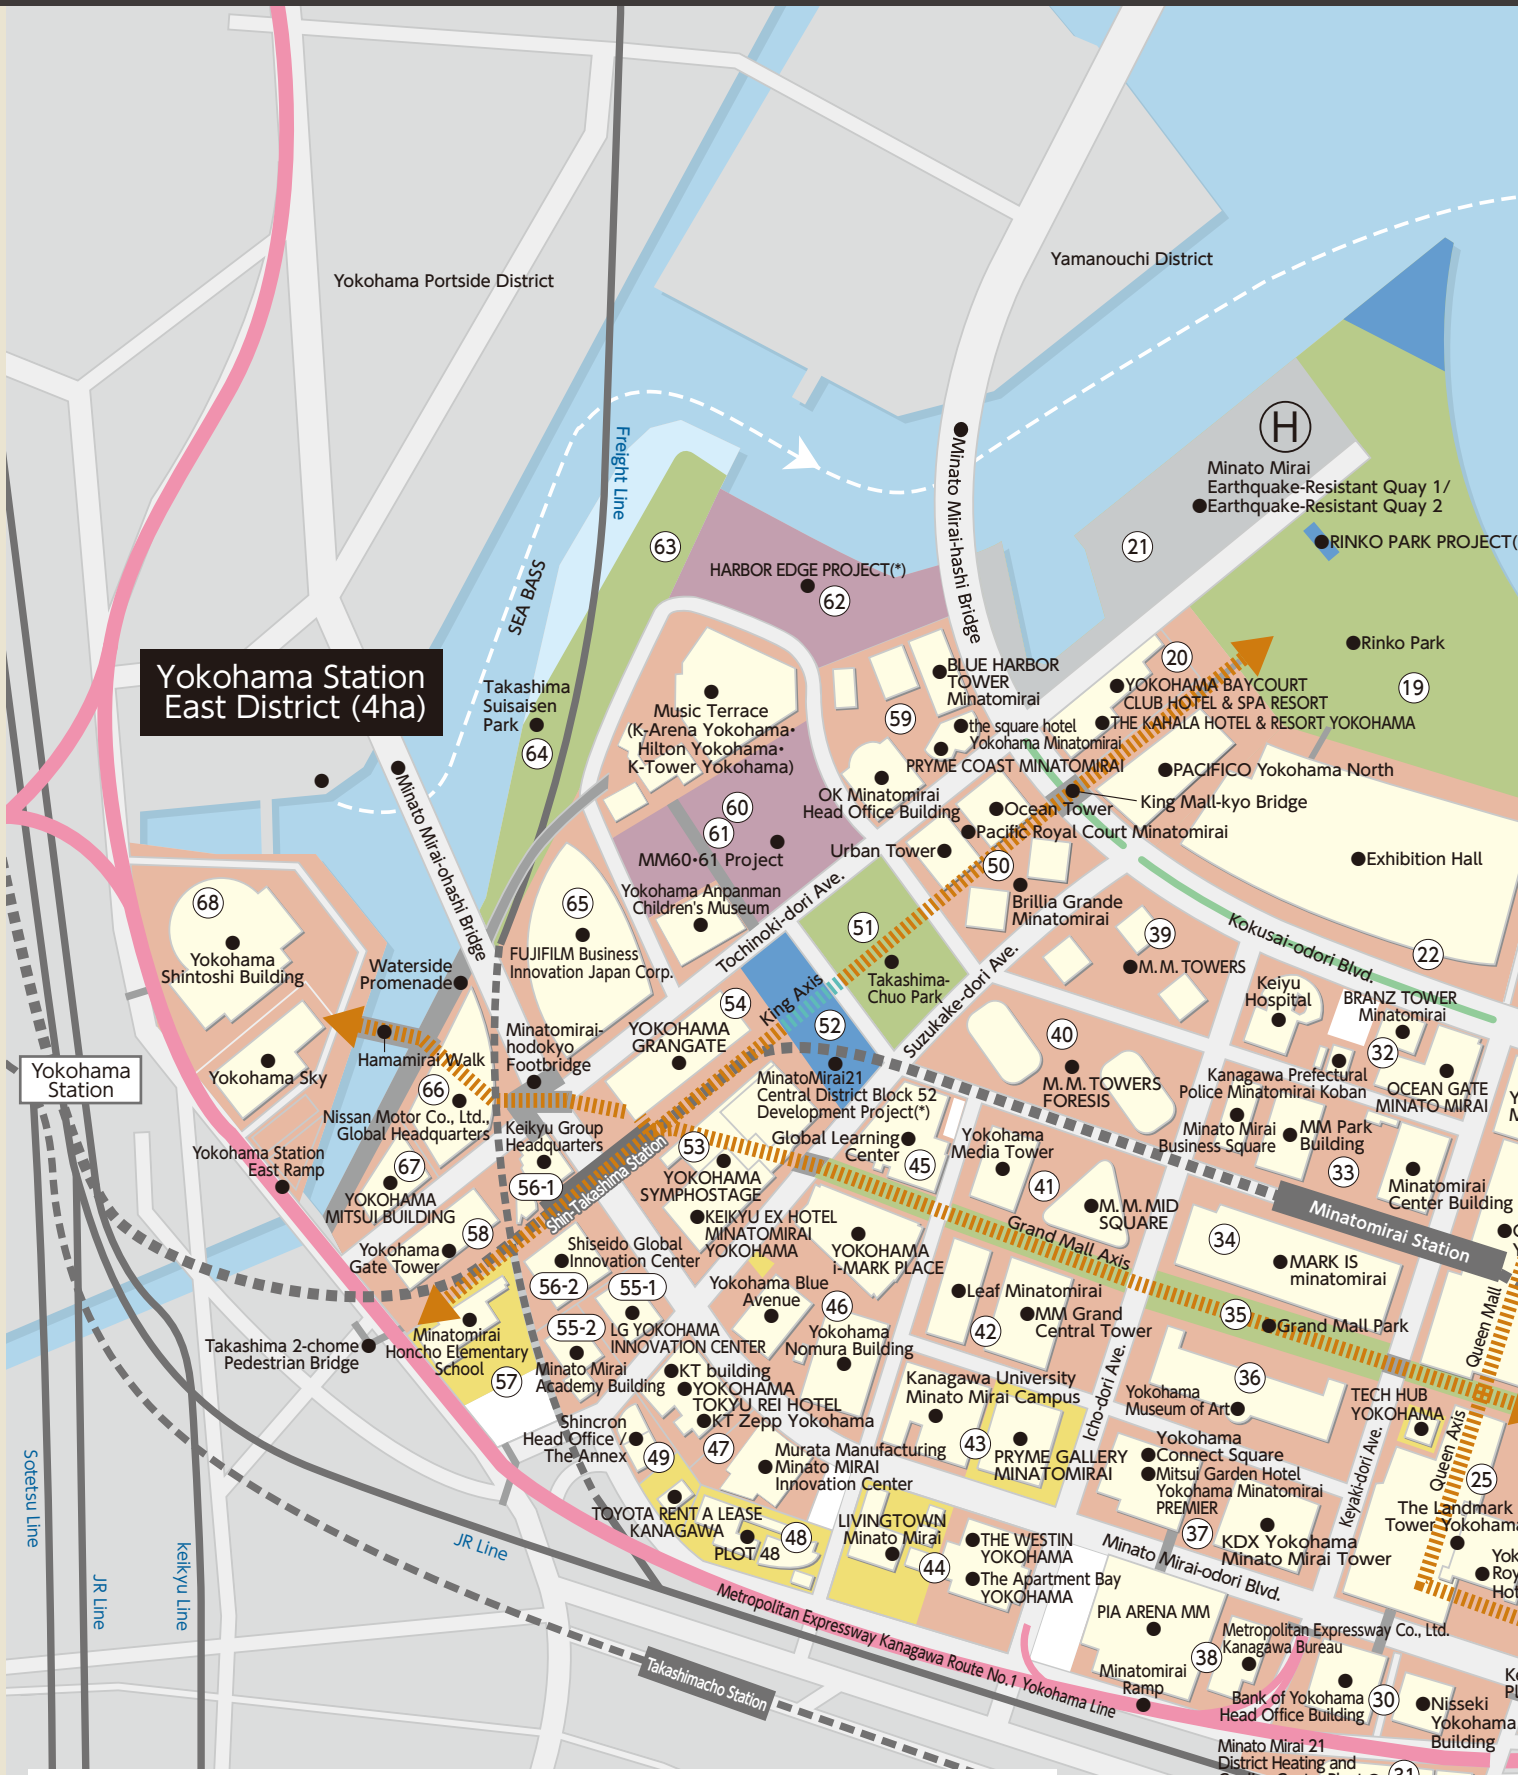 Yokohama Portside District
Yamanouchi District
Freight Line
Minato Mirai-hashi Bridge
H
Minato Mirai
Earthquake-Resistant Quay 1/
Earthquake-Resistant Quay 2
21
RINKO PARK PROJECT(
63
HARBOR EDGE PROJECT(*)
62
SEA BASS
Rinko Park
19
20
Yokohama Station
East District (4ha)
Takashima
Suisaisen
Park
64
Music Terrace
(K-Arena Yokohama•
Hilton Yokohama•
K-Tower Yokohama)
BLUE HARBOR
TOWER
Minatomirai
59
the square hotel
Yokohama Minatomirai
PRYME COAST MINATOMIRAI
YOKOHAMA BAYCOURT
CLUB HOTEL & SPA RESORT
THE KAHALA HOTEL & RESORT YOKOHAMA
PACIFICO Yokohama North
King Mall-kyo Bridge
OK Minatomirai
Head Office Building
Ocean Tower
Pacific Royal Court Minatomirai
Urban Tower
50
Exhibition Hall
60
61
MM60•61 Project
Minato Mirai-ohashi Bridge
Yokohama Anpanman
Children's Museum
Tochinoki-dori Ave.
Brillia Grande
Minatomirai
68
Yokohama
Shintoshi Building
65
FUJIFILM Business
Innovation Japan Corp.
51
Takashima-
Chuo Park
39
M.M.TOWERS
Kokusai-odori Blvd.
22
Waterside
Promenade
Suzukake-dori Ave.
King Axis
54
52
Keiyu
Hospital
BRANZ TOWER
Minatomirai
Hamamirai Walk
Minatomirai-
hodokyo
Footbridge
YOKOHAMA
GRANGATE
40
M.M.TOWERS
FORESIS
32
Yokohama
Station
Yokohama Sky
66
Nissan Motor Co., Ltd.,
Global Headquarters
MinatoMirai21
Central District Block 52
Development Project(*)
Kanagawa Prefectural
Police Minatomirai Koban
OCEAN GATE
MINATO MIRAI
Keikyu Group
Headquarters
Global Learning
Center
45
Yokohama
Media Tower
Minato Mirai
Business Square
MM Park
Building
33
Yokohama Station
East Ramp
67
YOKOHAMA
MITSUI BUILDING
56-1
Shin-Takashima Station
53
YOKOHAMA
SYMPHOSTAGE
41
M.M.MID
SQUARE
Minatomirai
Center Building
Minatomirai Station
58
Yokohama
Gate Tower
KEIKYU EX HOTEL
MINATOMIRAI
YOKOHAMA
YOKOHAMA
i-MARK PLACE
Grand Mall Axis
34
MARK IS
minatomirai
Shiseido Global
Innovation Center
56-2
55-1
Yokohama Blue
Avenue
46
Leaf Minatomirai
MM Grand
Central Tower
42
35
Grand Mall Park
Queen Mall
Takashima 2-chome
Pedestrian Bridge
Minatomirai
Honcho Elementary
School
57
55-2
LG YOKOHAMA
INNOVATION CENTER
Minato Mirai
Academy Building
Yokohama
Nomura Building
KT building
YOKOHAMA
TOKYU REI HOTEL
KT Zepp Yokohama
Kanagawa University
Minato Mirai Campus
Icho-dori Ave.
36
Yokohama
Museum of Art
TECH HUB
YOKOHAMA
Shincron
Head Office /
The Annex
49
47
Murata Manufacturing
Minato MIRAI
Innovation Center
43
PRYME GALLERY
MINATOMIRAI
Yokohama
Connect Square
Mitsui Garden Hotel
Yokohama Minatomirai
PREMIER
37
Keyaki-dori Ave.
Queen Axis
25
The Landmark
Tower Yokohama
Sotetsu Line
JR Line
keikyu Line
JR Line
TOYOTA RENT A LEASE
KANAGAWA
PLOT 48
48
LIVINGTOWN
Minato Mirai
44
THE WESTIN
YOKOHAMA
The Apartment Bay
YOKOHAMA
Minato Mirai-odori Blvd.
KDX Yokohama
Minato Mirai Tower
Metropolitan Expressway Kanagawa Route No.1 Yokohama Line
Takashimacho Station
PIA ARENA MM
38
Metropolitan Expressway Co., Ltd.
Kanagawa Bureau
Minatomirai
Ramp
Bank of Yokohama
Head Office Building
30
Nisseki
Yokohama
Building
Minato Mirai 21
District Heating and
31